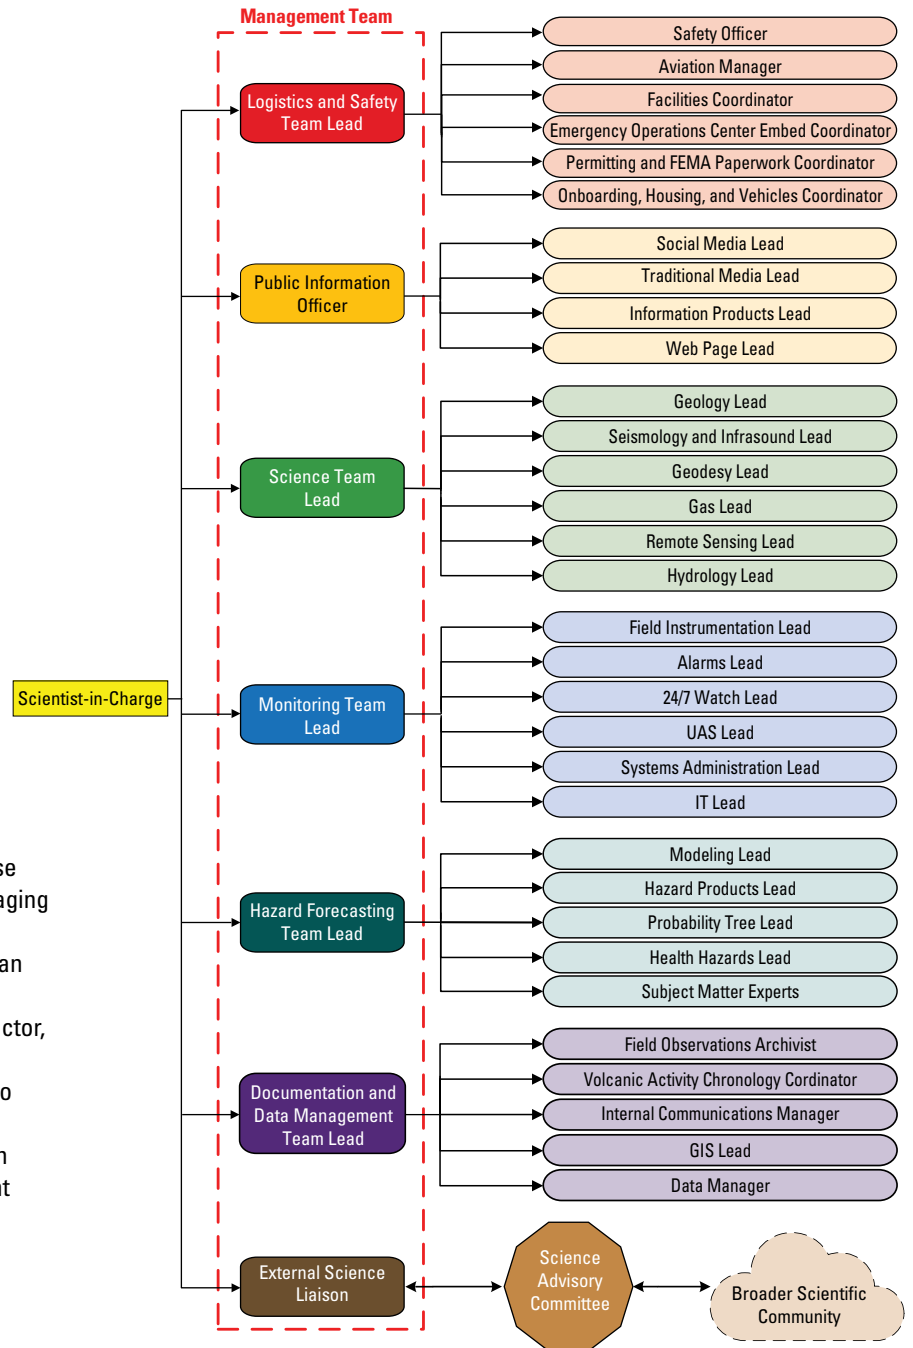 Management Team
Logistics and Safety
Team Lead
Safety Officer
Aviation Manager
Facilities Coordinator
Emergency Operations Center Embed Coordinator
Permitting and FEMA Paperwork Coordinator
Onboarding, Housing, and Vehicles Coordinator
Public Information
Officer
Social Media Lead
Traditional Media Lead
Information Products Lead
Web Page Lead
Science Team
Lead
Geology Lead
Seismology and Infrasound Lead
Geodesy Lead
Gas Lead
Remote Sensing Lead
Hydrology Lead
Scientist-in-Charge
Monitoring Team
Lead
Field Instrumentation Lead
Alarms Lead
24/7 Watch Lead
UAS Lead
Systems Administration Lead
IT Lead
Hazard Forecasting
Team Lead
Modeling Lead
Hazard Products Lead
Probability Tree Lead
Health Hazards Lead
Subject Matter Experts
Documentation and
Data Management
Team Lead
Field Observations Archivist
Volcanic Activity Chronology Cordinator
Internal Communications Manager
GIS Lead
Data Manager
External Science
Liaison
Science
Advisory
Committee
Broader Scientific
Community
se
aging
an
ctor,
o
n
nt